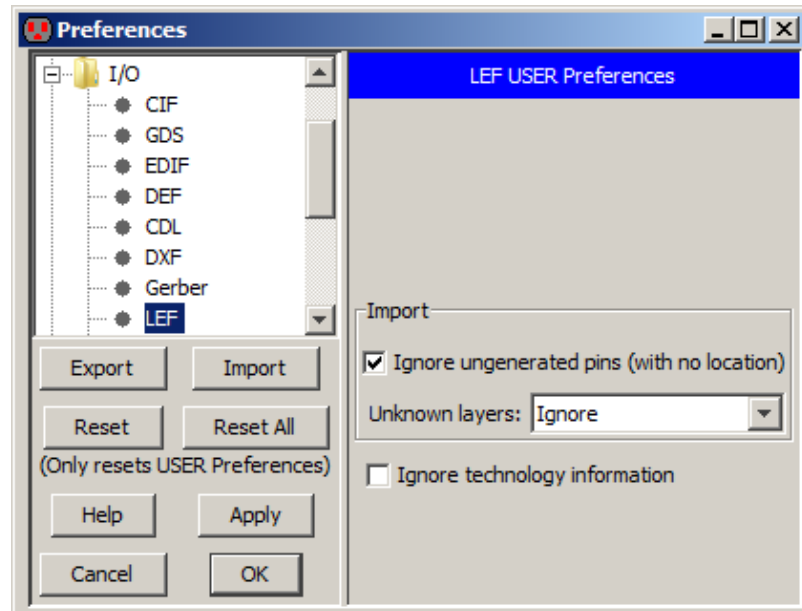 Preferences
I/O
CIF
GDS
EDIF
DEF
CDL
DXF
Gerber
LEF
Export
Import
Reset
Reset All
(Only resets USER Preferences)
Help
Apply
Cancel
OK
LEF USER Preferences
Import
Ignore ungenerated pins (with no location)
Unknown layers: Ignore
Ignore technology information